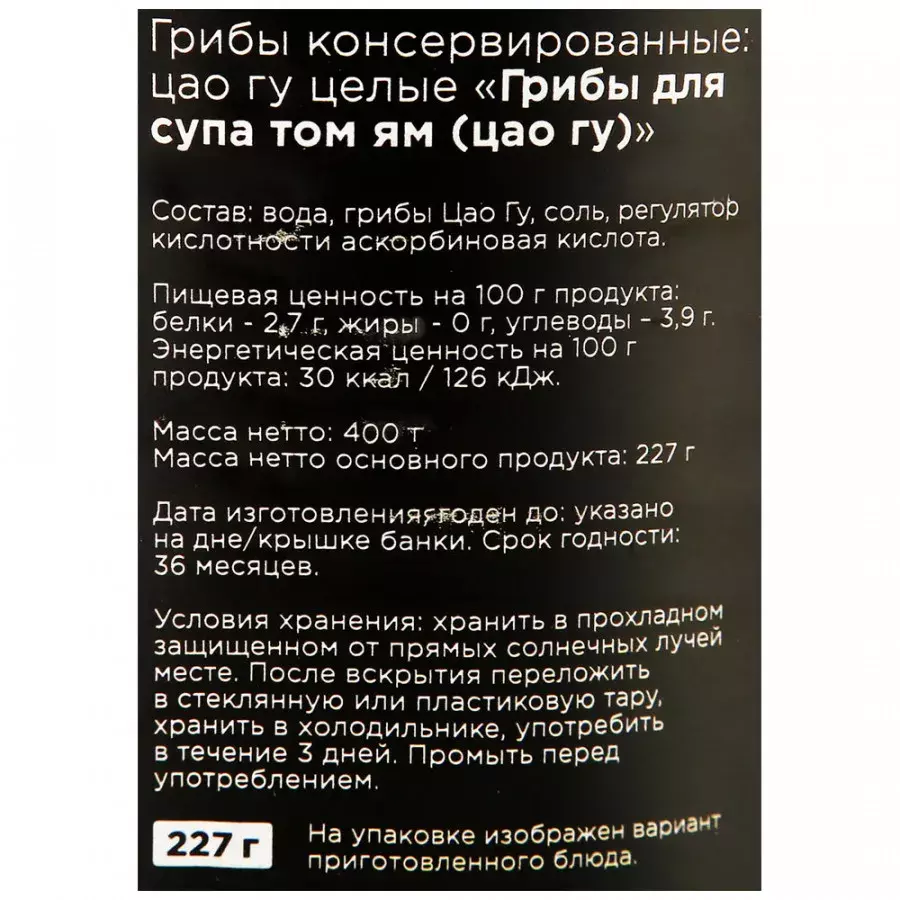 Грибы консервированные:
цао гу целые «Грибы для
супа том ям (цао гу)»
Состав: вода, грибы Цао Гу, соль, регулятор
кислотности аскорбиновая кислота.
Пищевая ценность на 100 г продукта:
белки - 2,7 г, жиры - 0 г, углеводы - 3,9 г.
Энергетическая ценность на 100 г
продукта: 30 ккал / 126 кДж.
Масса нетто: 400 г
Масса нетто основного продукта: 227 г
Дата изготовления/годен до: указано
на дне/крышке банки. Срок годности:
36 месяцев.
Условия хранения: хранить в прохладном
защищенном от прямых солнечных лучей
месте. После вскрытия переложить
в стеклянную или пластиковую тару,
хранить в холодильнике, употребить
в течение 3 дней. Промыть перед
употреблением.
227 г
На упаковке изображен вариант
приготовленного блюда.